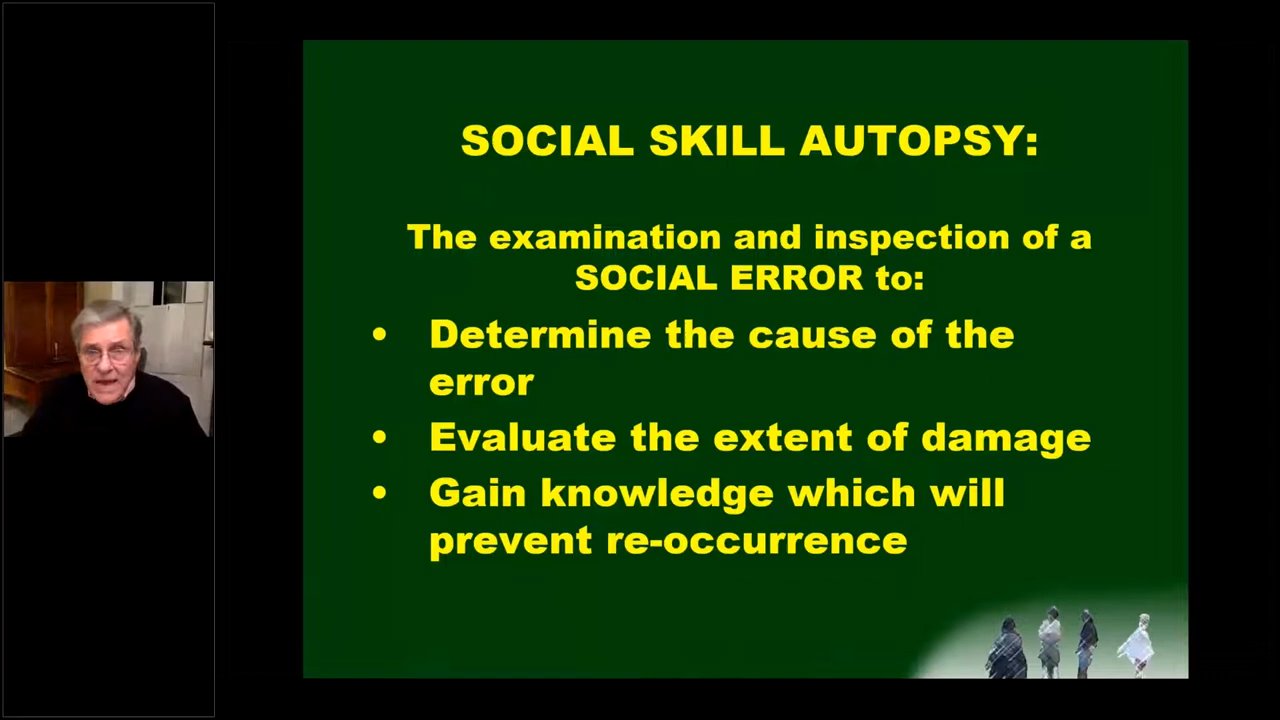 SOCIAL SKILL AUTOPSY:
The examination and inspection of a
SOCIAL ERROR to:
• Determine the cause of the
error
• Evaluate the extent of damage
• Gain knowledge which will
prevent re-occurrence